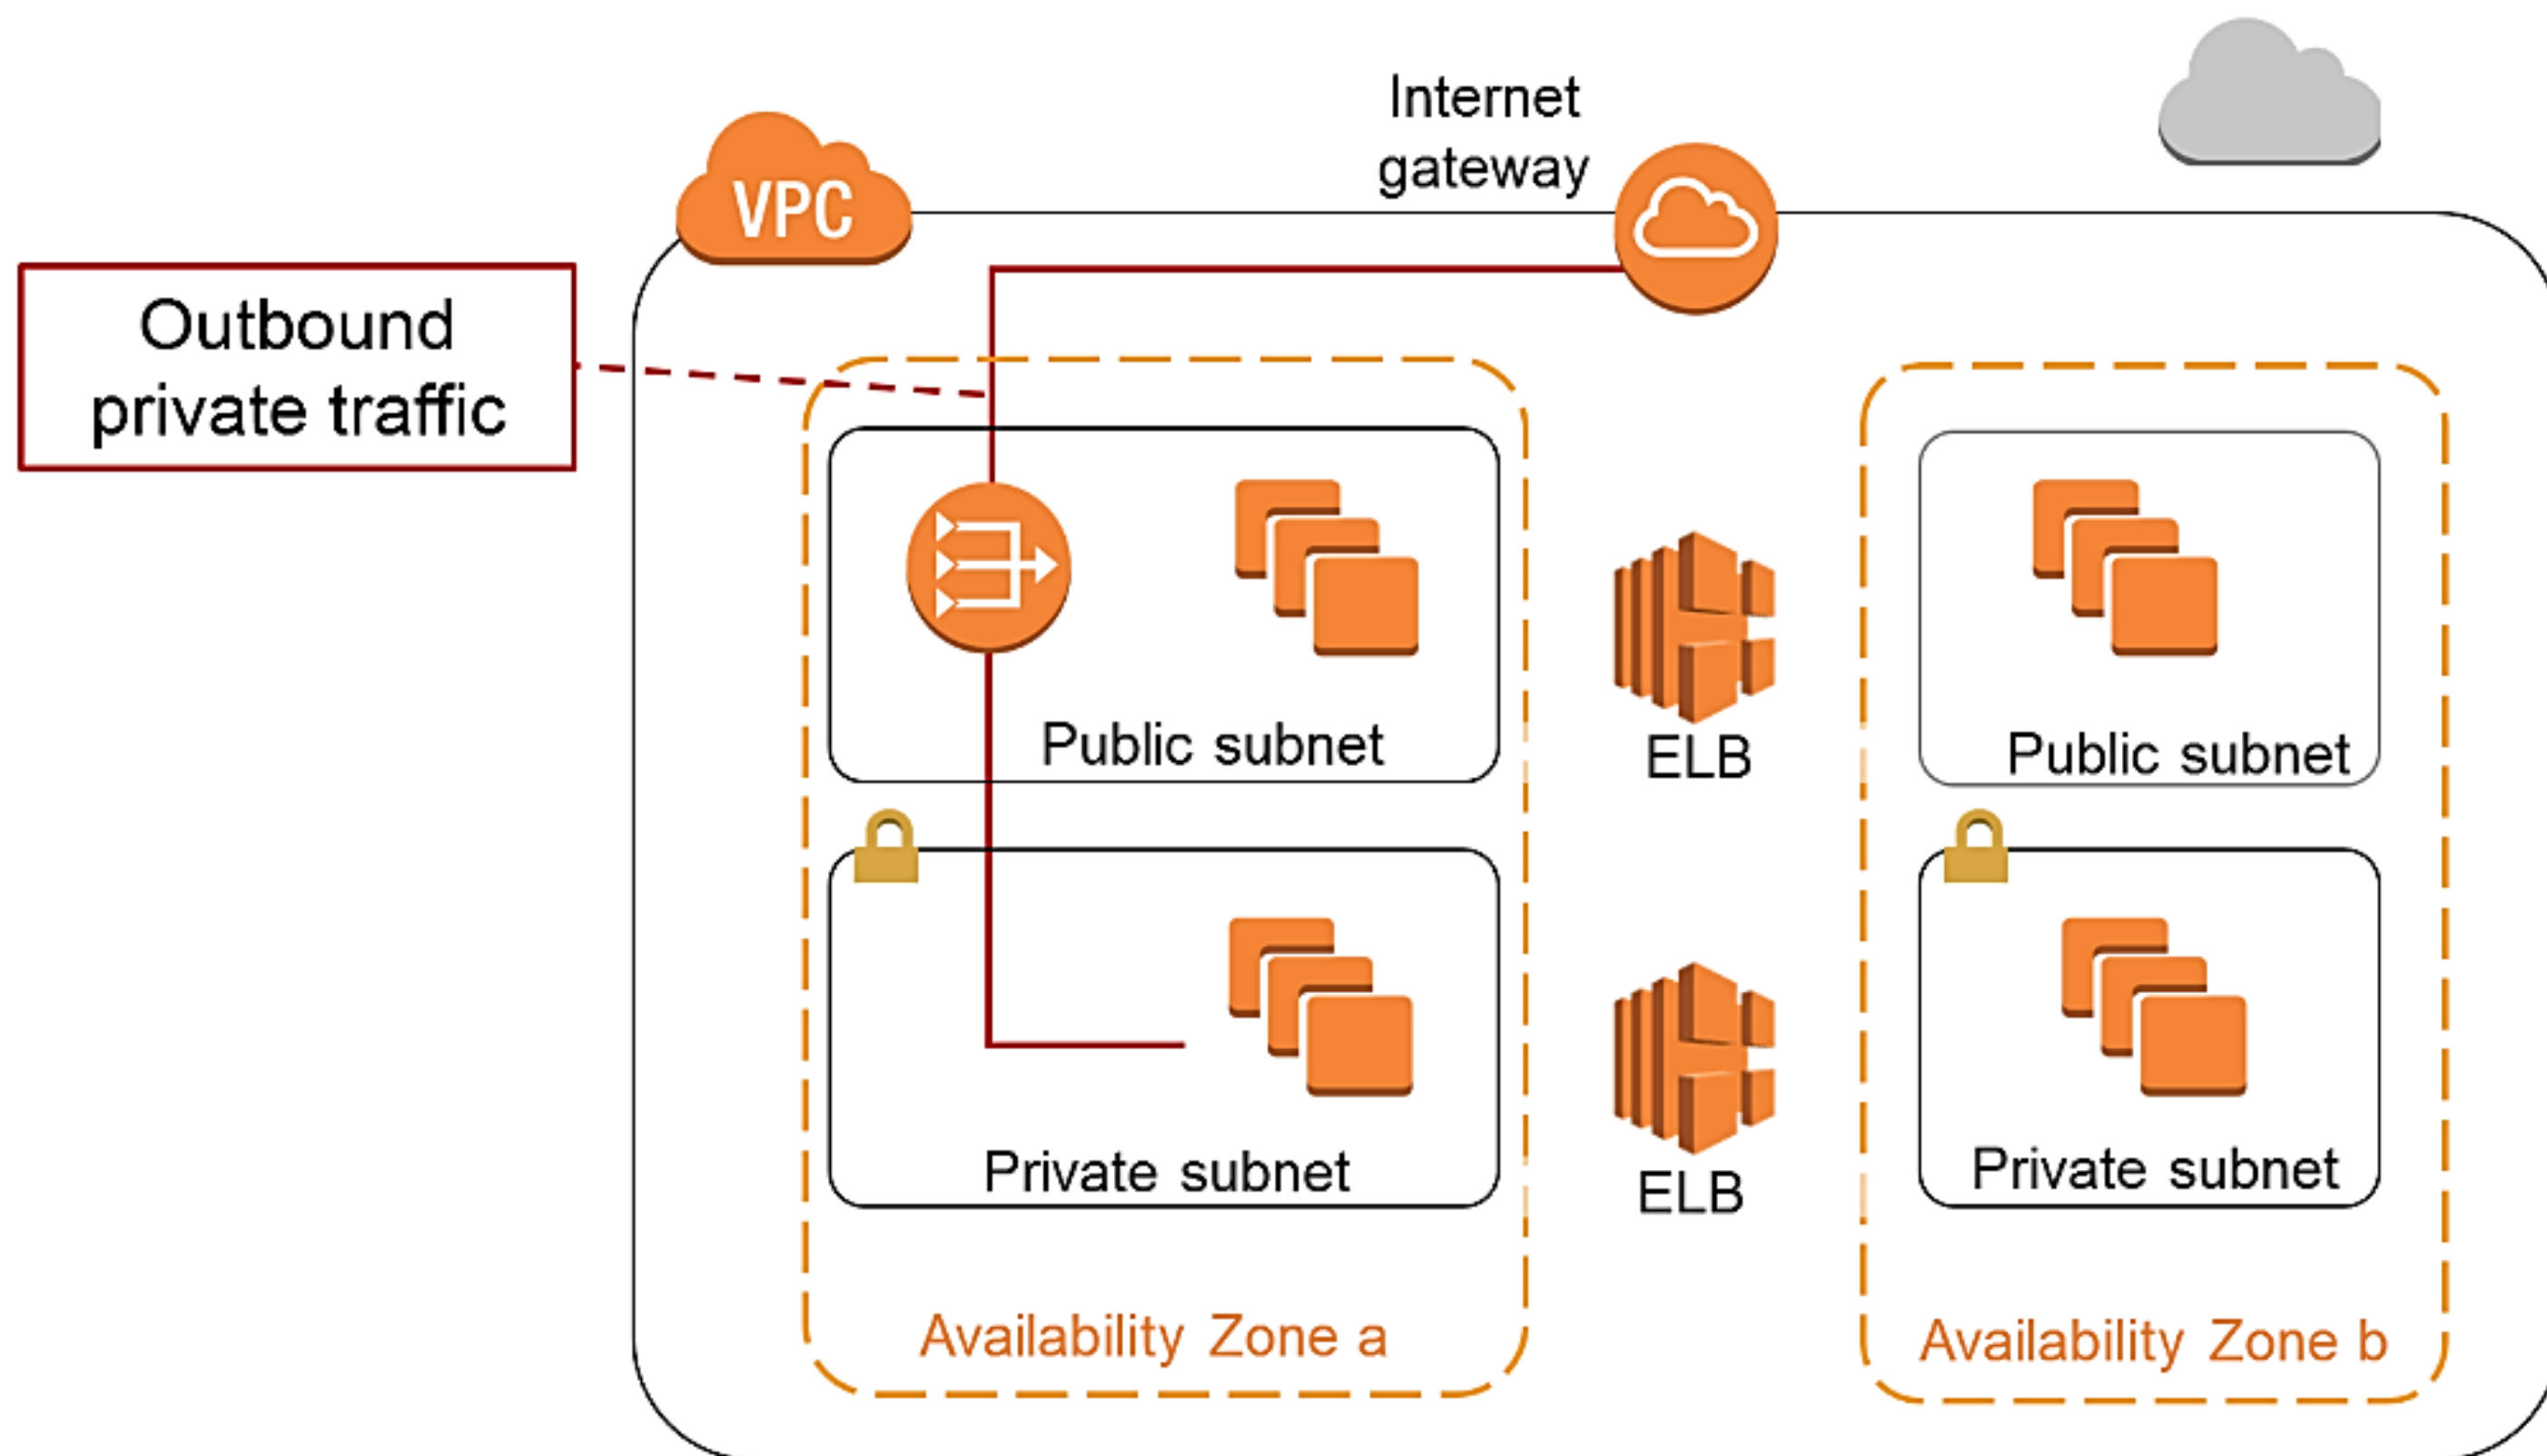 Internet
gateway
VPC
Outbound
private traffic
Public subnet
ELB
Public subnet
Private subnet
ELB
Private subnet
Availability Zone a
Availability Zone b